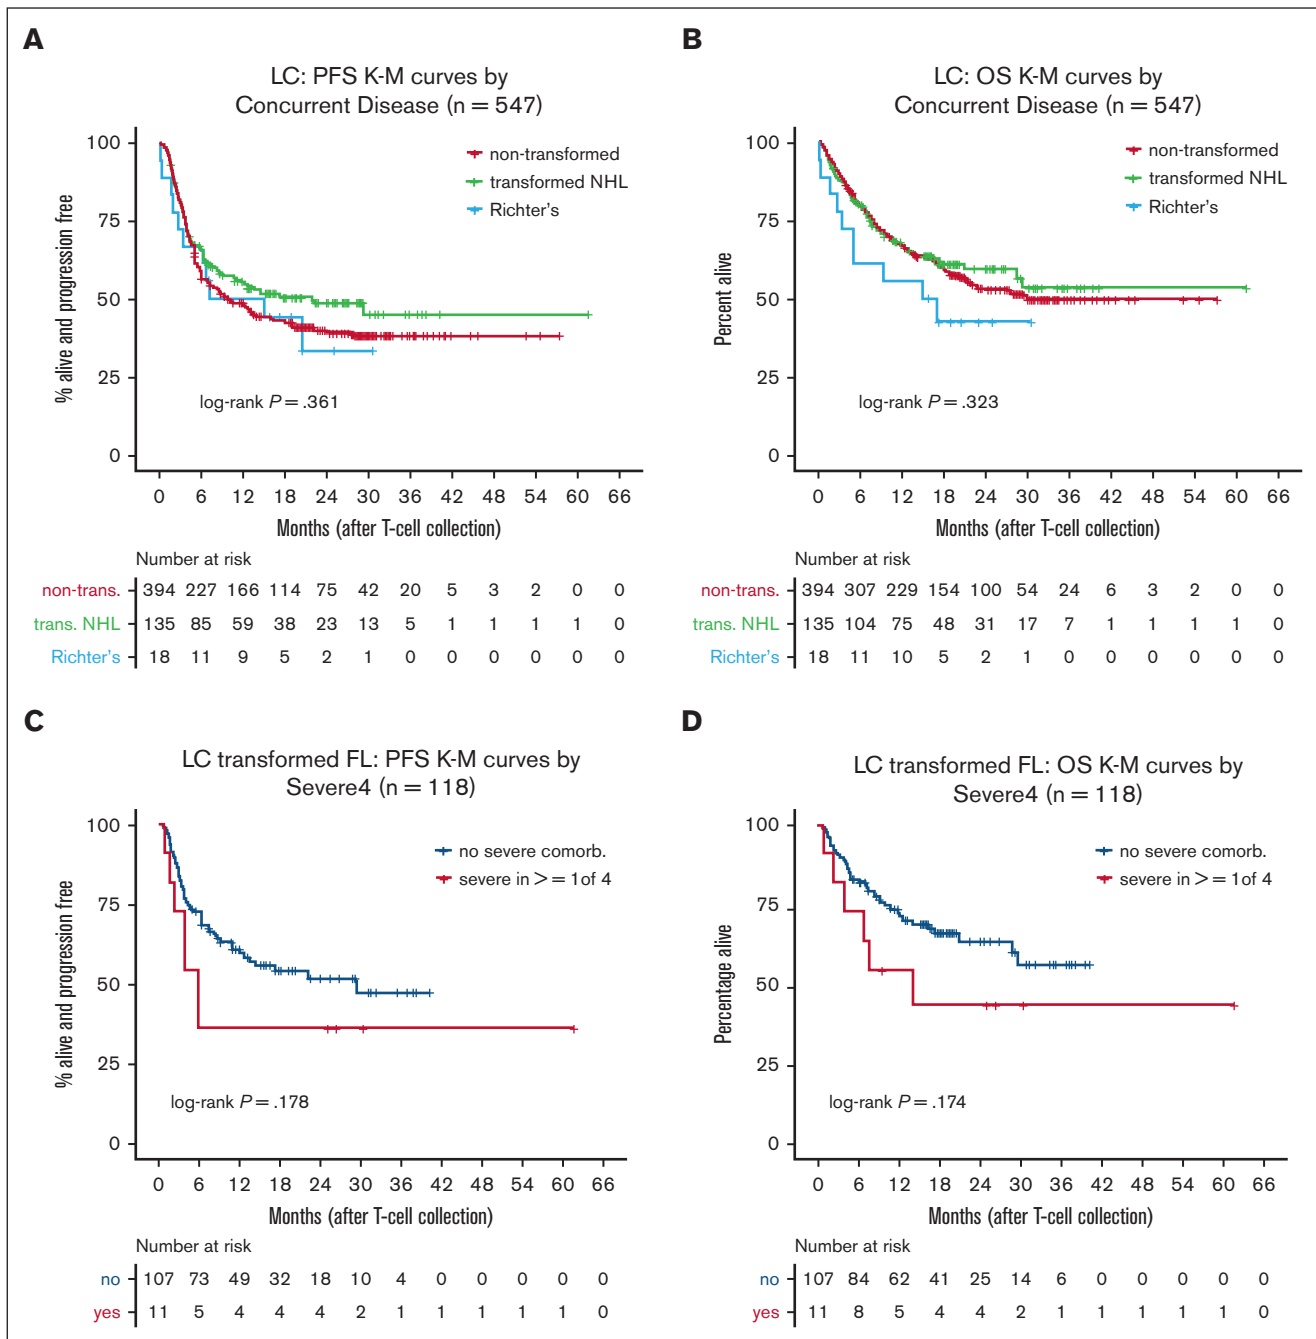 A
LC: PFS K-M curves by
Concurrent Disease (n = 547)
% alive and progression free
100
75
50
25
0
non-transformed
transformed NHL
Richter's
log-rank P = .361
0 6 12 18 24 30 36 42 48 54 60 66
Months (after T-cell collection)
Number at risk
non-trans. 394 227 166 114 75 42 20 5 3 2 0 0
trans. NHL 135 85 59 38 23 13 5 1 1 1 1 0
Richter's 18 11 9 5 2 1 0 0 0 0 0 0
B
LC: OS K-M curves by
Concurrent Disease (n = 547)
Percent alive
100
75
50
25
0
non-transformed
transformed NHL
Richter's
log-rank P = .323
0 6 12 18 24 30 36 42 48 54 60 66
Months (after T-cell collection)
Number at risk
non-trans. 394 307 229 154 100 54 24 6 3 2 0 0
trans. NHL 135 104 75 48 31 17 7 1 1 1 1 0
Richter's 18 11 10 5 2 1 0 0 0 0 0 0
C
LC transformed FL: PFS K-M curves by
Severe4 (n = 118)
% alive and progression free
100
75
50
25
0
no severe comorb.
severe in > = 1 of 4
log-rank P = .178
0 6 12 18 24 30 36 42 48 54 60 66
Months (after T-cell collection)
Number at risk
no 107 73 49 32 18 10 4 0 0 0 0 0
yes 11 5 4 4 4 2 1 1 1 1 1 0
D
LC transformed FL: OS K-M curves by
Severe4 (n = 118)
Percentage alive
100
75
50
25
0
no severe comorb.
severe in > = 1 of 4
log-rank P = .174
0 6 12 18 24 30 36 42 48 54 60 66
Months (after T-cell collection)
Number at risk
no 107 84 62 41 25 14 6 0 0 0 0 0
yes 11 8 5 4 4 2 1 1 1 1 1 0